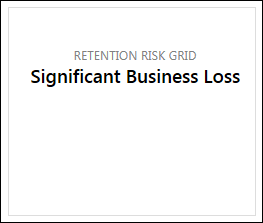 RETENTION RISK GRID
Significant Business Loss